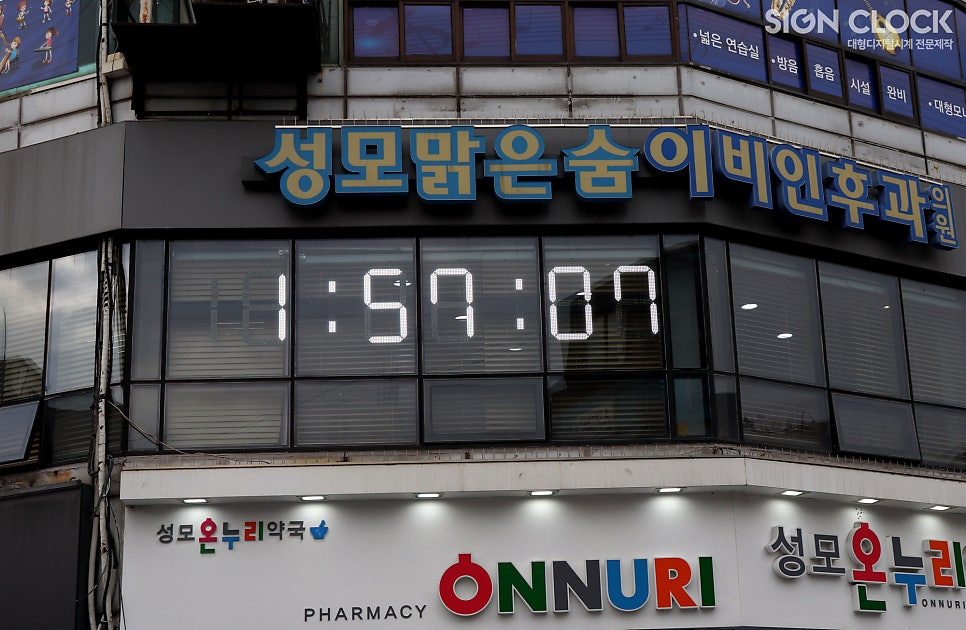 SIGN CLOCK
대형디지털시계 전문제작
• 넓은 연습실 • 방음 흡음 시설 완비
성모맑은숨이비인후과의원
1:57:07
성모온누리약국
PHARMACY ONNURI
성모온누리
ONNURI